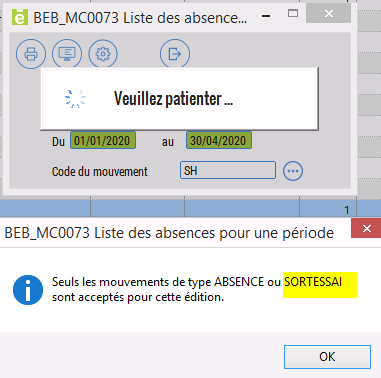 BEB_MC0073 Liste des absence...
Veuillez patienter ...
Du 01/01/2020 au 30/04/2020
Code du mouvement SH
1
BEB_MC0073 Liste des absences pour une période
Seuls les mouvements de type ABSENCE ou SORTESSAI
sont acceptés pour cette édition.
OK